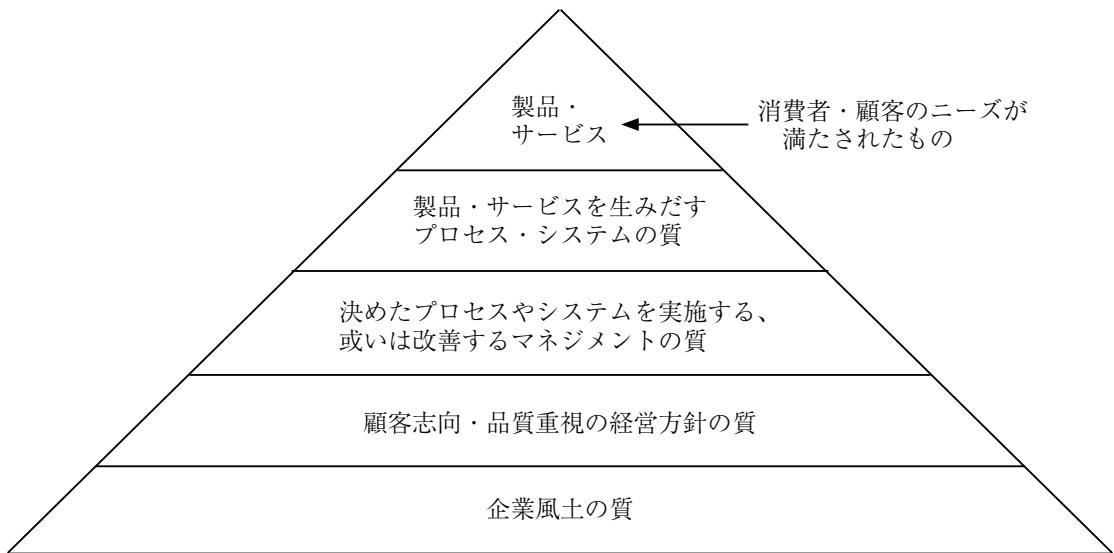 製品・
サービス
消費者・顧客のニーズが
満たされたもの
製品・サービスを生みだす
プロセス・システムの質
決めたプロセスやシステムを実施する、
或いは改善するマネジメントの質
顧客志向・品質重視の経営方針の質
企業風土の質